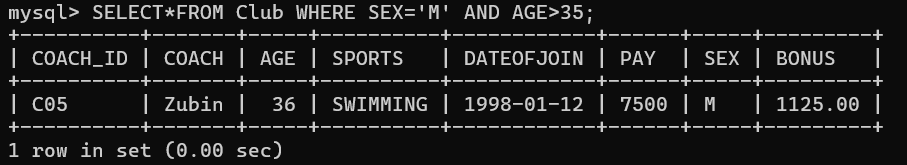 mysql> SELECT*FROM Club WHERE SEX='M' AND AGE>35;
+----------+-------+-----+----------+------------+------+-----+---------+
| COACH_ID | COACH | AGE | SPORTS   | DATEOFJOIN | PAY  | SEX | BONUS   |
+----------+-------+-----+----------+------------+------+-----+---------+
| C05      | Zubin |  36 | SWIMMING | 1998-01-12 | 7500 | M   | 1125.00 |
+----------+-------+-----+----------+------------+------+-----+---------+
1 row in set (0.00 sec)